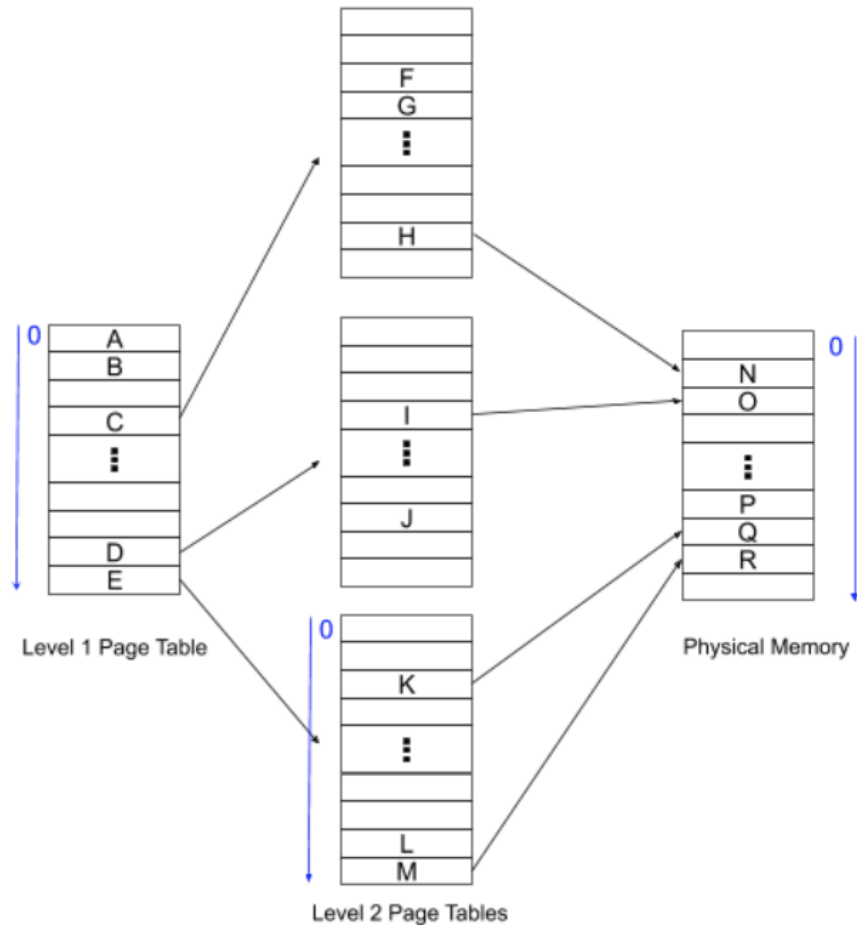 F
G
H
0
A
B
C
D
E
Level 1 Page Table
I
J
0
K
L
M
Level 2 Page Tables
0
N
O
P
Q
R
Physical Memory